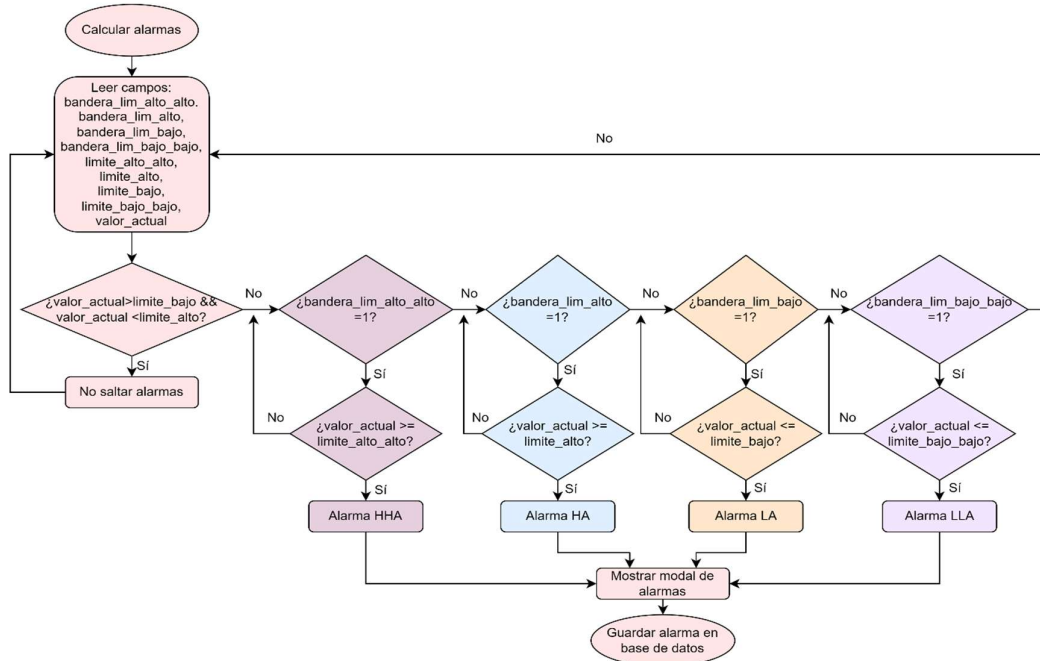 Calcular alarmas
Leer campos:
bandera_lim_alto_alto.
bandera_lim_alto,
bandera_lim_bajo,
bandera_lim_bajo_bajo,
limite_alto_alto,
limite_alto,
limite_bajo,
limite_bajo_bajo,
valor_actual
No
¿valor_actual>limite_bajo &&
valor_actual <limite_alto?
No
¿bandera_lim_alto_alto
=1?
No
¿bandera_lim_alto
=1?
No
¿bandera_lim_bajo
=1?
No
¿bandera_lim_bajo_bajo
=1?
Sí
No saltar alarmas
Sí
Sí
Sí
Sí
No
¿valor_actual >=
limite_alto_alto?
No
¿valor_actual >=
limite_alto?
No
¿valor_actual <=
limite_bajo?
No
¿valor_actual <=
limite_bajo_bajo?
Sí
Sí
Sí
Sí
Alarma HHA
Alarma HA
Alarma LA
Alarma LLA
Mostrar modal de
alarmas
Guardar alarma en
base de datos